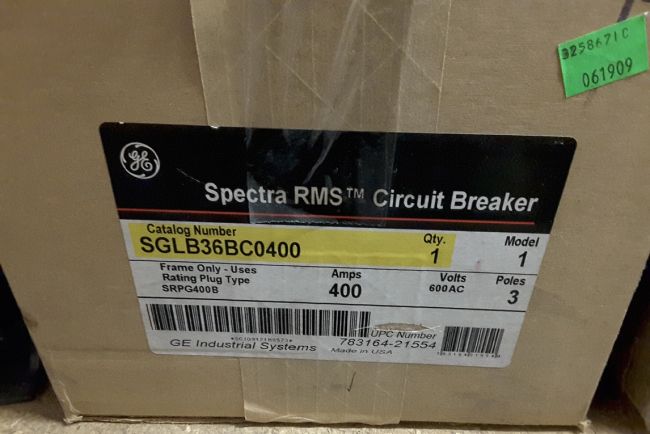 3258671C
061909
GE
Spectra RMS™ Circuit Breaker
Catalog Number Qty. Model
SGLB36BC0400 1 1
Frame Only - Uses Amps Volts Poles
Rating Plug Type 400 600AC 3
SRPG400B
UPC Number
GE Industrial Systems 783164-21554
Made in USA